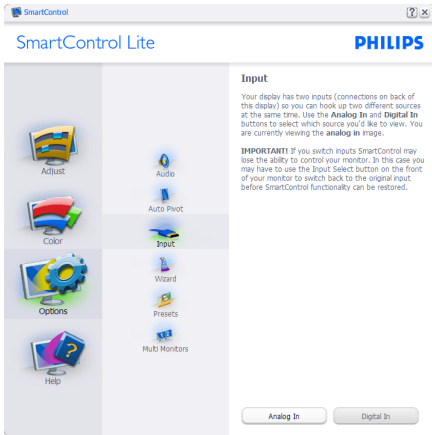 SmartControl
? ×
SmartControl Lite
PHILIPS
Adjust
Color
Options
Help
Audio
Auto Pivot
Input
Wizard
Presets
Multi Monitors
Input
Your display has two inputs (connections on back of
this display) so you can hook up two different sources
at the same time. Use the Analog In and Digital In
buttons to select which source you'd like to view. You
are currently viewing the analog in image.
IMPORTANT! If you switch inputs SmartControl may
lose the ability to control your monitor. In this case you
may have to use the Input Select button on the front
of your monitor to switch back to the original input
before SmartControl functionality can be restored.
Analog In
Digital In